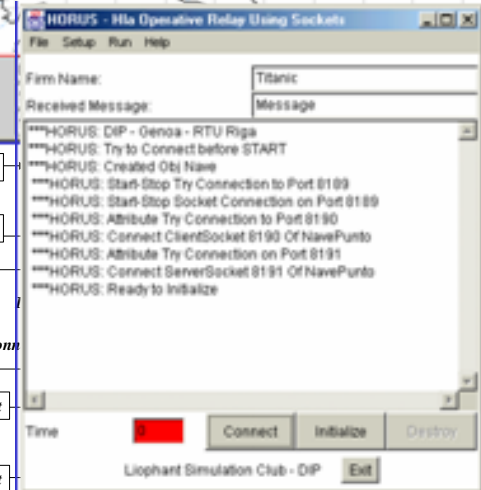 HORUS - Hla Operative Relay Using Sockets
File Setup Run Help
Firm Name: Titanic
Received Message: Message
***HORUS: DIP - Genoa - RTU Riga
***HORUS: Try to Connect before START
***HORUS: Created Obj Nave
***HORUS: Start-Stop Try Connection to Port 8189
***HORUS: Start-Stop Socket Connection on Port 8189
***HORUS: Attribute Try Connection to Port 8190
***HORUS: Connect ClientSocket 8190 Of NavePunto
***HORUS: Attribute Try Connection on Port 8191
***HORUS: Connect ServerSocket 8191 Of NavePunto
***HORUS: Ready to Initialize
onn
Time 0 Connect Initialize Destroy
Liophant Simulation Club - DIP Exit